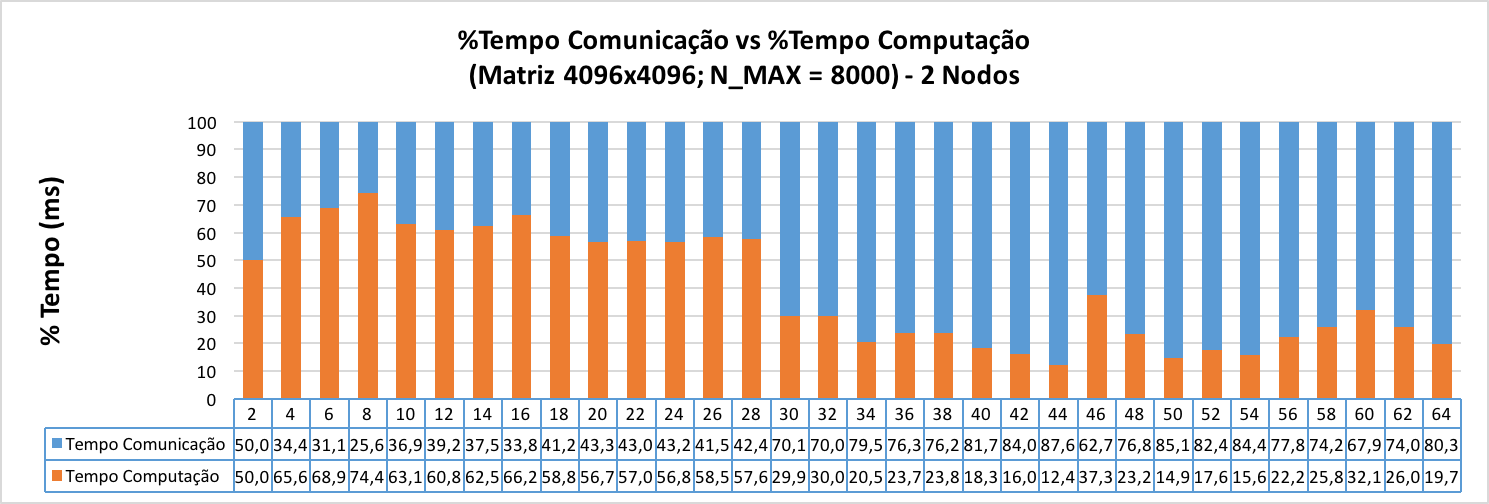 %Tempo Comunicação vs %Tempo Computação
(Matriz 4096x4096; N_MAX = 8000) - 2 Nodos
% Tempo (ms)
100
90
80
70
60
50
40
30
20
10
0
2 4 6 8 10 12 14 16 18 20 22 24 26 28 30 32 34 36 38 40 42 44 46 48 50 52 54 56 58 60 62 64
Tempo Comunicação 50,0 34,4 31,1 25,6 36,9 39,2 37,5 33,8 41,2 43,3 43,0 43,2 41,5 42,4 70,1 70,0 79,5 76,3 76,2 81,7 84,0 87,6 62,7 76,8 85,1 82,4 84,4 77,8 74,2 67,9 74,0 80,3
Tempo Computação 50,0 65,6 68,9 74,4 63,1 60,8 62,5 66,2 58,8 56,7 57,0 56,8 58,5 57,6 29,9 30,0 20,5 23,7 23,8 18,3 16,0 12,4 37,3 23,2 14,9 17,6 15,6 22,2 25,8 32,1 26,0 19,7